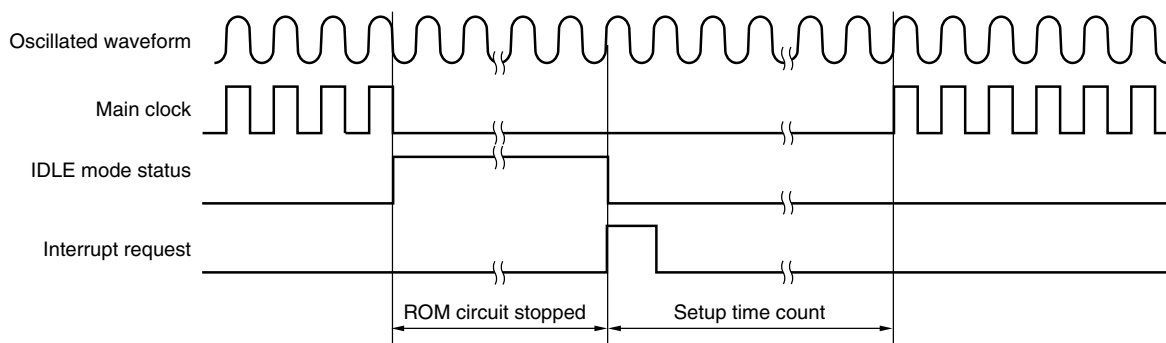 Oscillated waveform
Main clock
IDLE mode status
Interrupt request
ROM circuit stopped
Setup time count